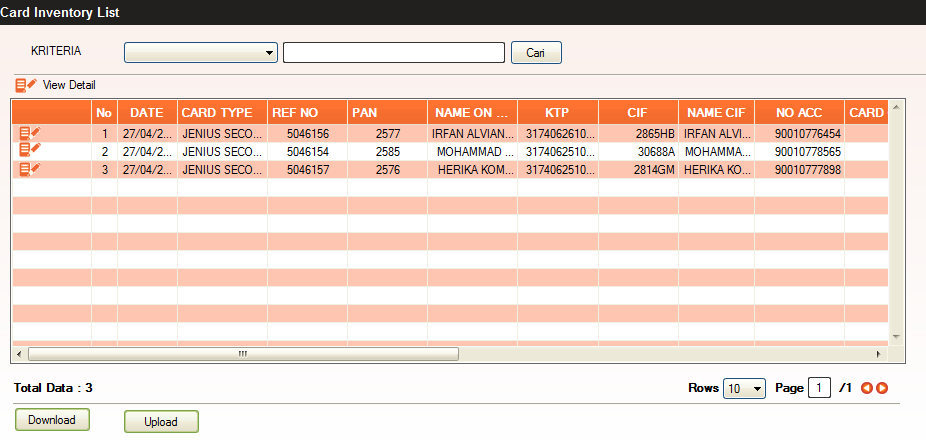 Card Inventory List
KRITERIA Cari
View Detail
No DATE CARD TYPE REF NO PAN NAME ON ... KTP CIF NAME CIF NO ACC CARD
1 27/04/2... JENIUS SECO... 5046156 2577 IRFAN ALVIAN... 3174062610... 2865HB IRFAN ALVI... 90010776454
2 27/04/2... JENIUS SECO... 5046154 2585 MOHAMMAD ... 3174062510... 30688A MOHAMMA... 90010778565
3 27/04/2... JENIUS SECO... 5046157 2576 HERIKA KOM... 3174062510... 2814GM HERIKA KO... 90010777898
Total Data : 3 Rows 10 Page 1 /1
Download Upload